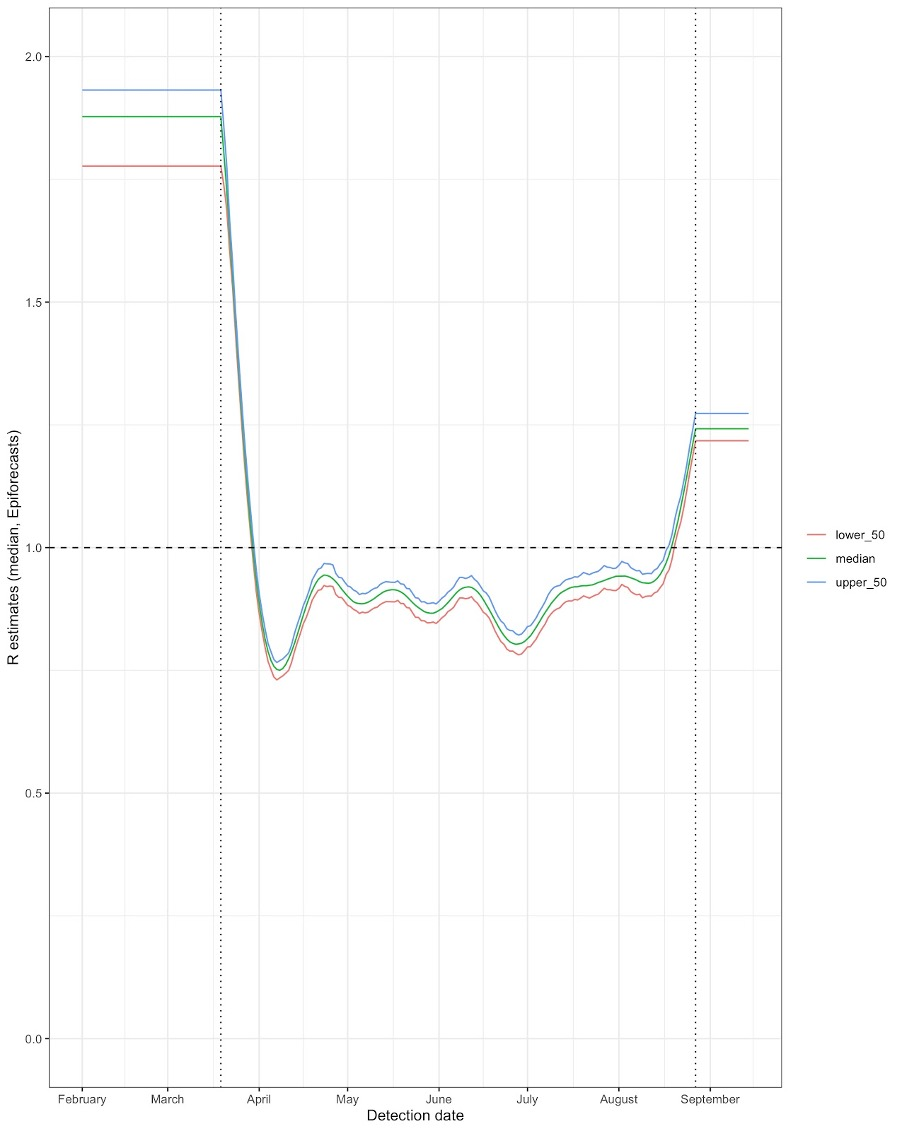 R restimates (median, Epiforecasts)
2.0
1.5
1.0
0.5
0.0
February March April May June July August September
Detection date
lower_50
median
upper_50